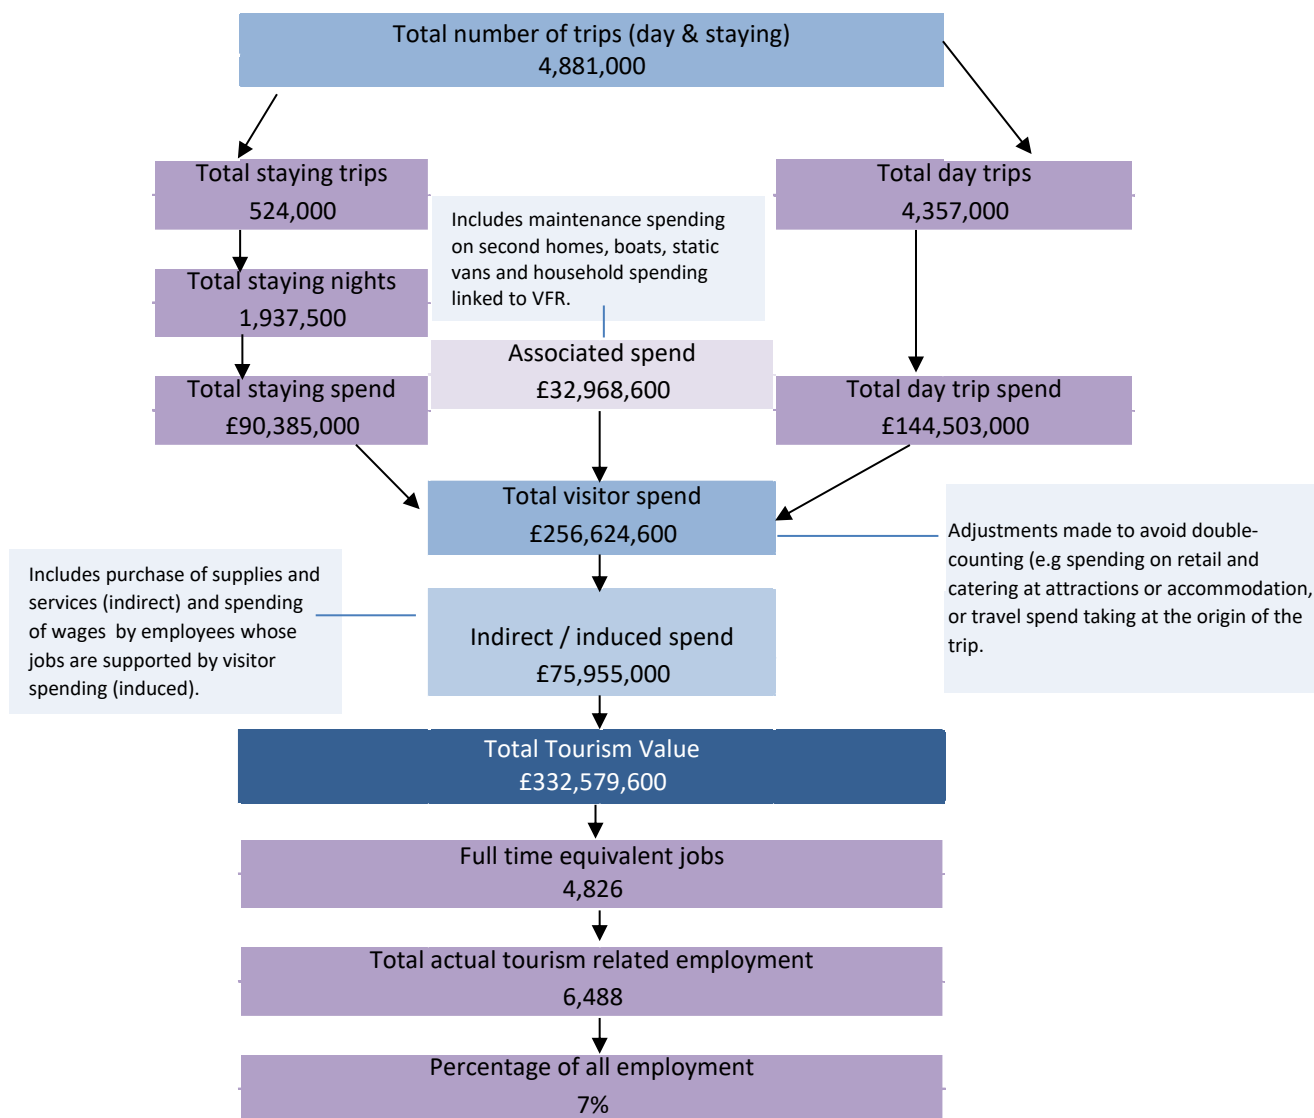 Total number of trips (day & staying)
4,881,000
Total staying trips
524,000
Total day trips
4,357,000
Includes maintenance spending
on second homes, boats, static
vans and household spending
linked to VFR.
Total staying nights
1,937,500
Associated spend
£32,968,600
Total staying spend
£90,385,000
Total day trip spend
£144,503,000
Total visitor spend
£256,624,600
Adjustments made to avoid double-
counting (e.g spending on retail and
catering at attractions or accommodation,
or travel spend taking at the origin of the
trip.
Includes purchase of supplies and
services (indirect) and spending
of wages by employees whose
jobs are supported by visitor
spending (induced).
Indirect / induced spend
£75,955,000
Total Tourism Value
£332,579,600
Full time equivalent jobs
4,826
Total actual tourism related employment
6,488
Percentage of all employment
7%